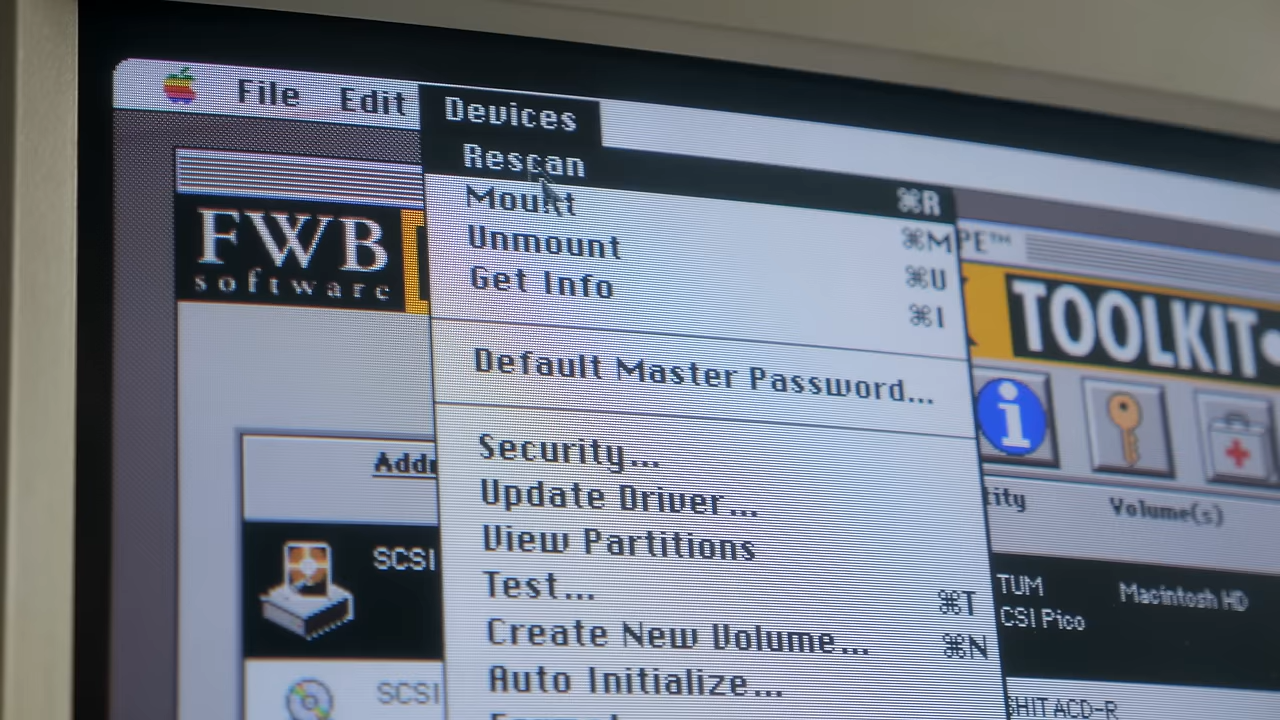 File Edit Devices
Rescan ⌘R
Mount ⌘M
Unmount ⌘U
Get Info ⌘I
Default Master Password...
Security...
Update Driver...
View Partitions
Test... ⌘T
Create New Volume... ⌘N
Auto Initialize...
FWB
software
PE™
TOOLKIT•
Volume(s)
SCSI
TUM
CSI Pico
Macintosh HD
SCSI